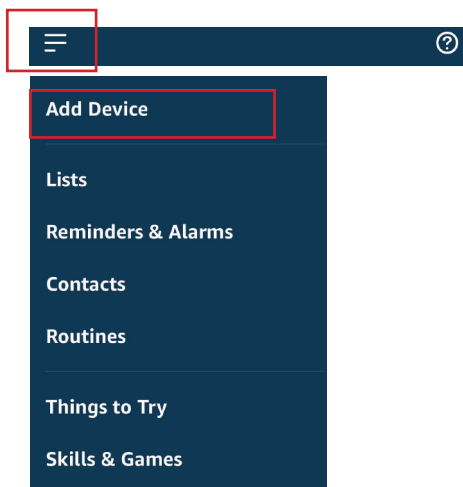 ?
Add Device
Lists
Reminders & Alarms
Contacts
Routines
Things to Try
Skills & Games